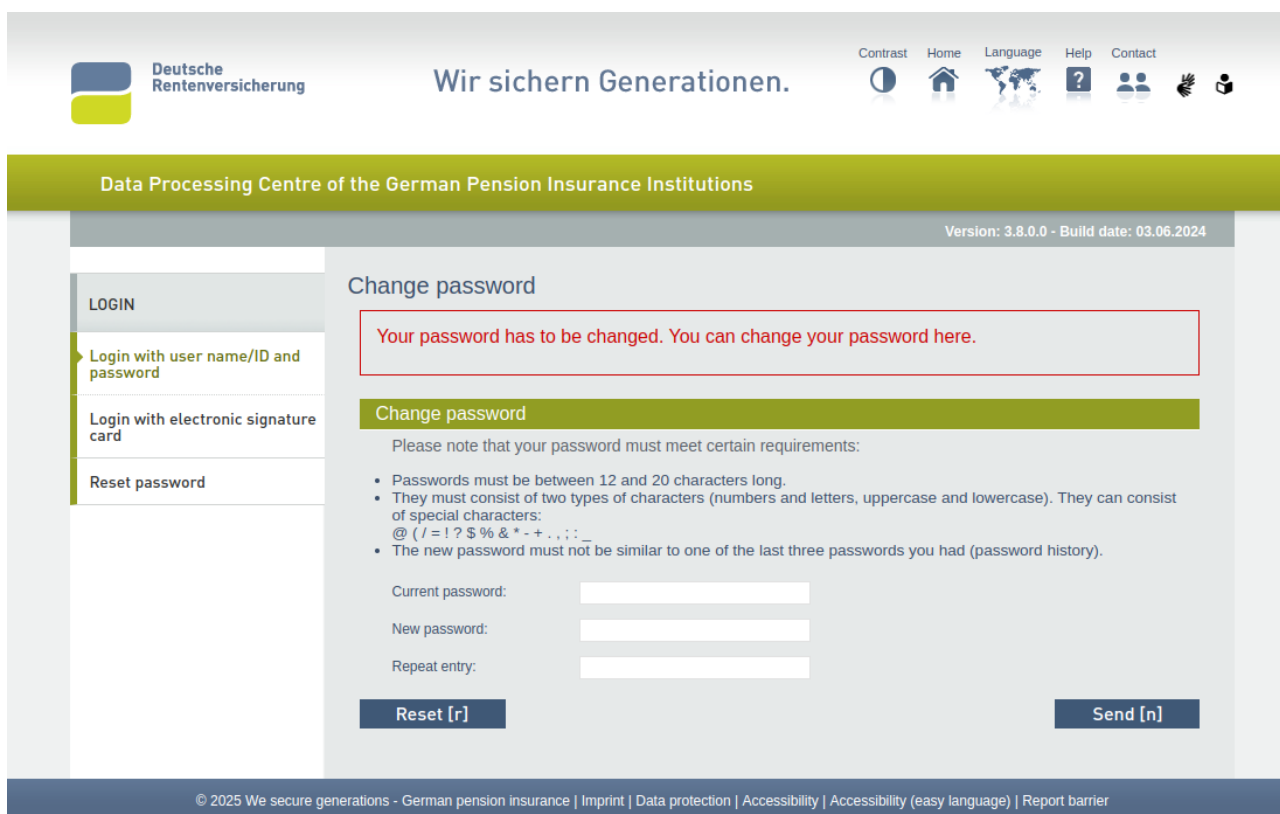 Deutsche
Rentenversicherung
Wir sichern Generationen.
Contrast
Home
Language
Help
Contact
Data Processing Centre of the German Pension Insurance Institutions
Version: 3.8.0.0 - Build date: 03.06.2024
LOGIN
Login with user name/ID and
password
Login with electronic signature
card
Reset password
Change password
Your password has to be changed. You can change your password here.
Change password
Please note that your password must meet certain requirements:
• Passwords must be between 12 and 20 characters long.
• They must consist of two types of characters (numbers and letters, uppercase and lowercase). They can consist
of special characters:
@ ( / = ! ? $ % & * - + . , ; : _
• The new password must not be similar to one of the last three passwords you had (password history).
Current password:
New password:
Repeat entry:
Reset [r]
Send [n]
© 2025 We secure generations - German pension insurance | Imprint | Data protection | Accessibility | Accessibility (easy language) | Report barrier